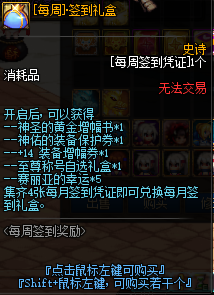 [每周]-签到礼盒
史诗
[每周签到凭证]1个
消耗品
无法交易
开启后, 可以获得
--神圣的黄金增幅书*1
--神佑的装备保护券*1
--+14 装备增幅券*1
--至尊称号自选礼盒*1
--赛丽亚的幸运*5
集齐4张每月签到凭证即可兑换每月签
到礼盒。
<每周签到奖励>
『点击鼠标左键可购买』
『Shift+鼠标左键, 可购买若干个』